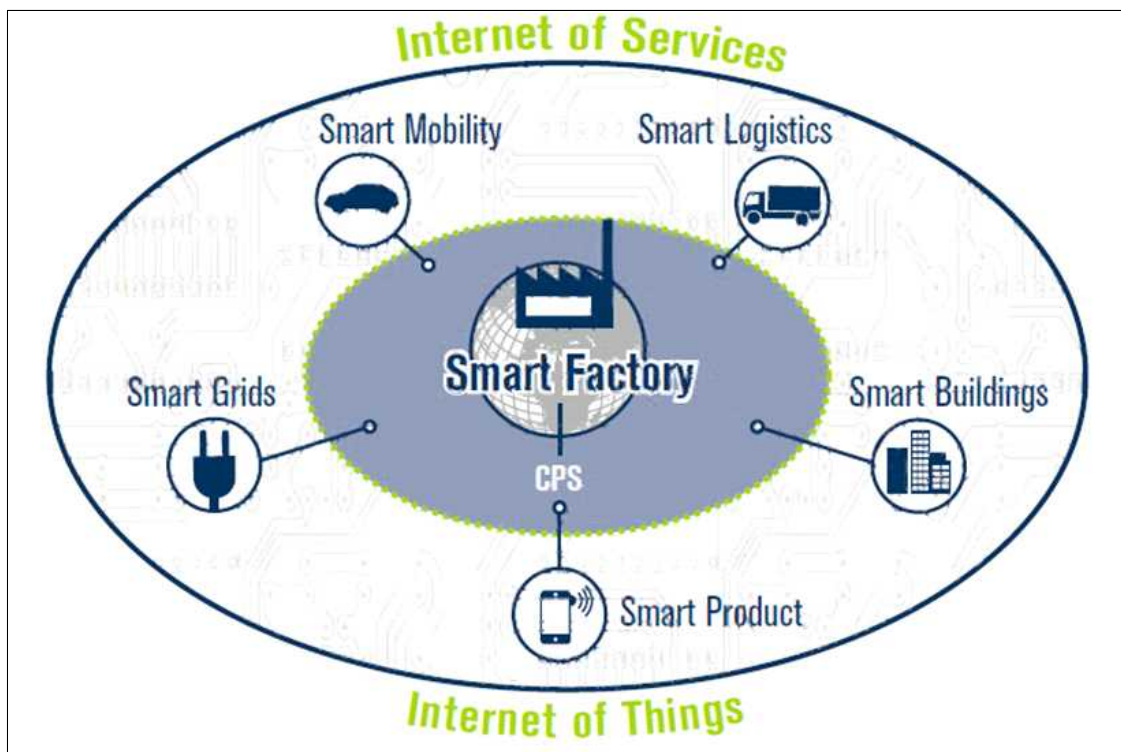 Internet of Services
Smart Mobility
Smart Logistics
Smart Factory
Smart Grids
Smart Buildings
CPS
Smart Product
Internet of Things